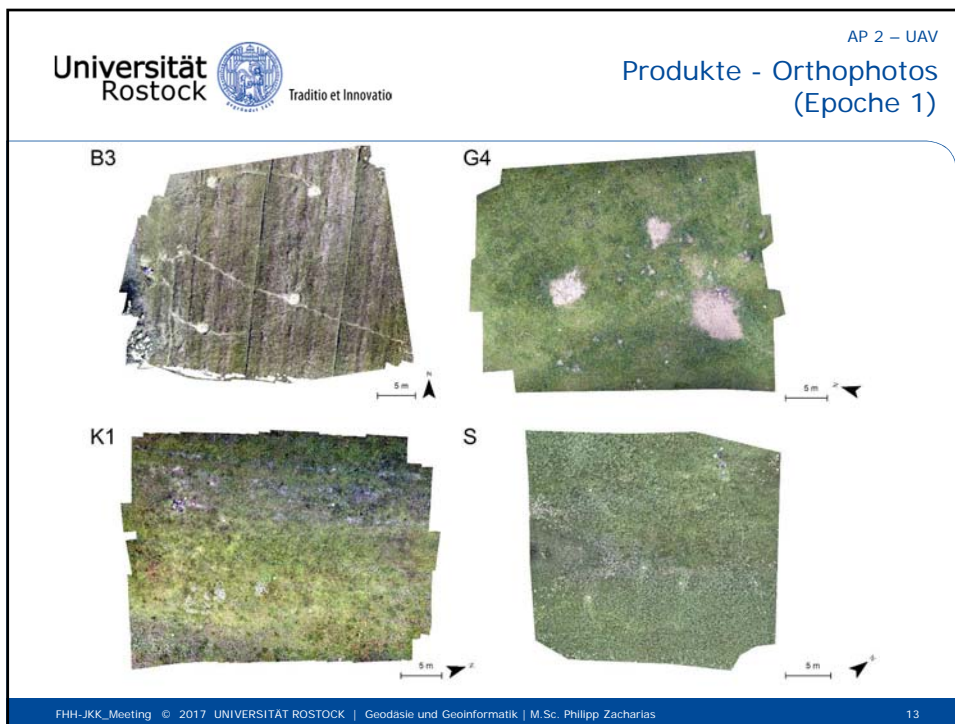 AP 2 – UAV
Universität
Rostock
Traditio et Innovatio
Produkte - Orthophotos
(Epoche 1)
B3
G4
5 m
N
5 m
N
K1
S
5 m
N
5 m
N
FHH-JKK_Meeting © 2017 UNIVERSITÄT ROSTOCK | Geodäsie und Geoinformatik | M.Sc. Philipp Zacharias
13